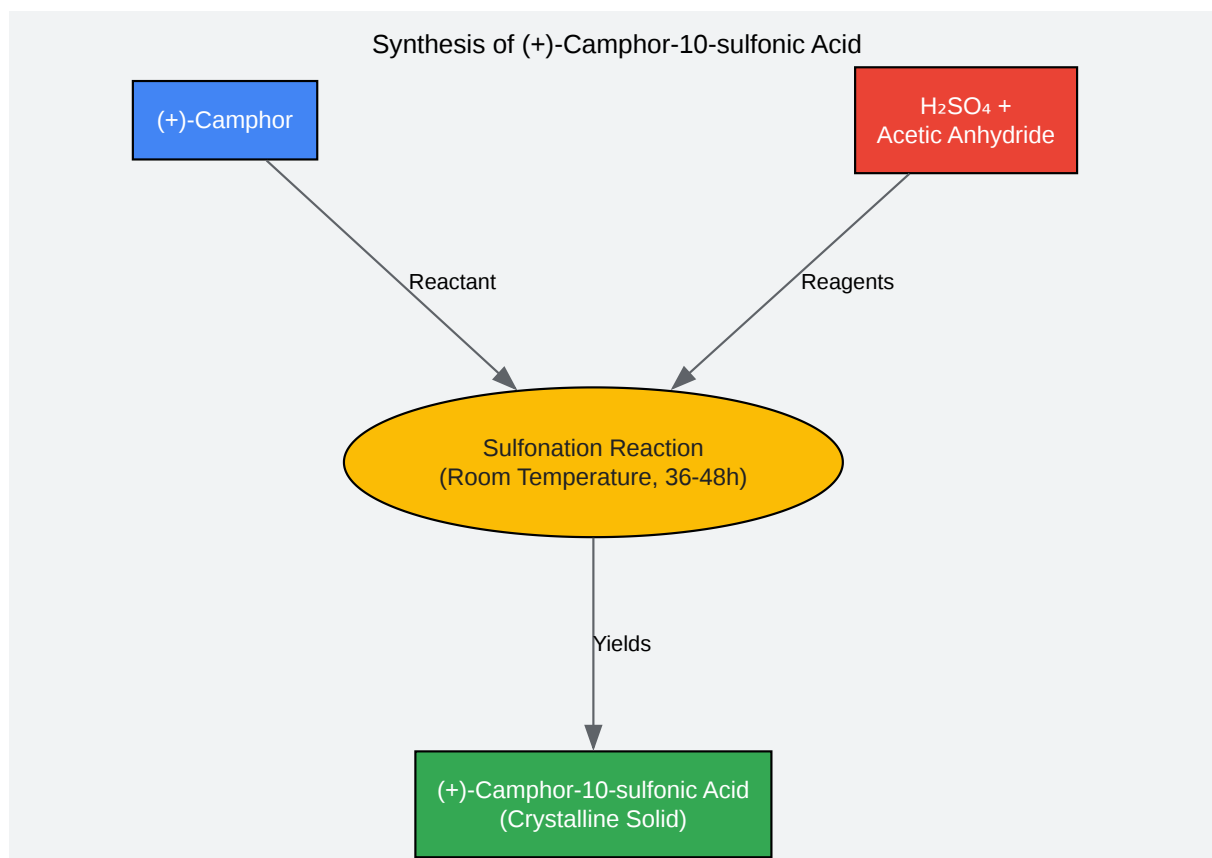 Synthesis of (+)-Camphor-10-sulfonic Acid
(+)-Camphor
H₂SO₄ +
Acetic Anhydride
Reactant
Reagents
Sulfonation Reaction
(Room Temperature, 36-48h)
Yields
(+)-Camphor-10-sulfonic Acid
(Crystalline Solid)